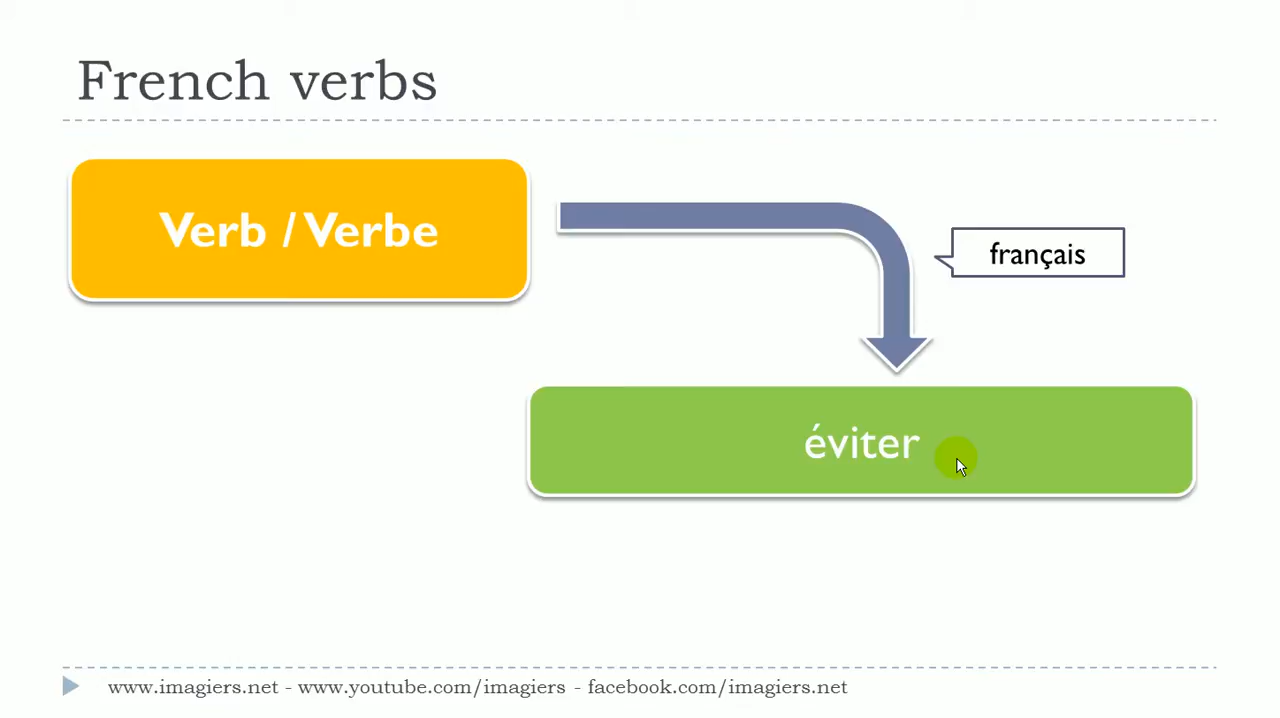 French verbs
Verb / Verbe
français
éviter
www.imagiers.net - www.youtube.com/imagiers - facebook.com/imagiers.net